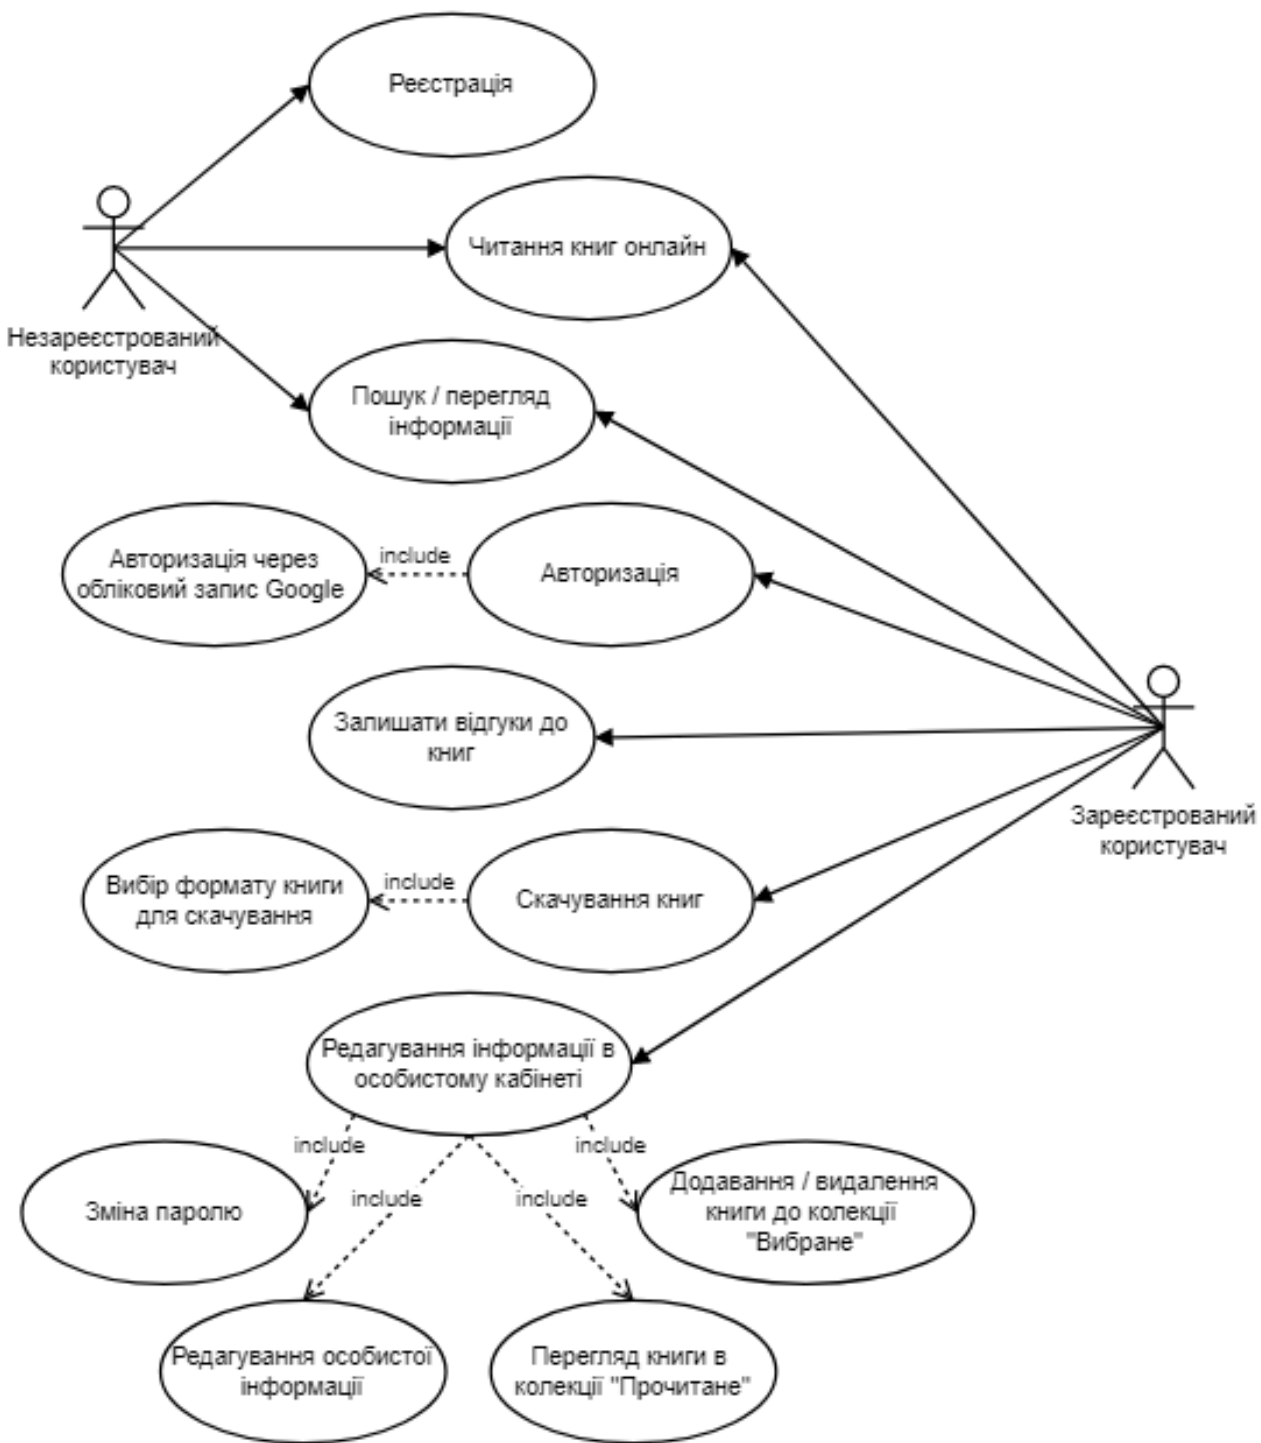 Реєстрація
Читання книг онлайн
Незареєстрований
користувач
Пошук / перегляд
інформації
Авторизація через
обліковий запис Google
include
Авторизація
Залишати відгуки до
книг
Зареєстрований
користувач
Вибір формату книги
для скачування
include
Скачування книг
Редагування інформації в
особистому кабінеті
include
include
include
include
Зміна паролю
Додавання / видалення
книги до колекції
"Вибране"
Редагування особистої
інформації
Перегляд книги в
колекції "Прочитане"